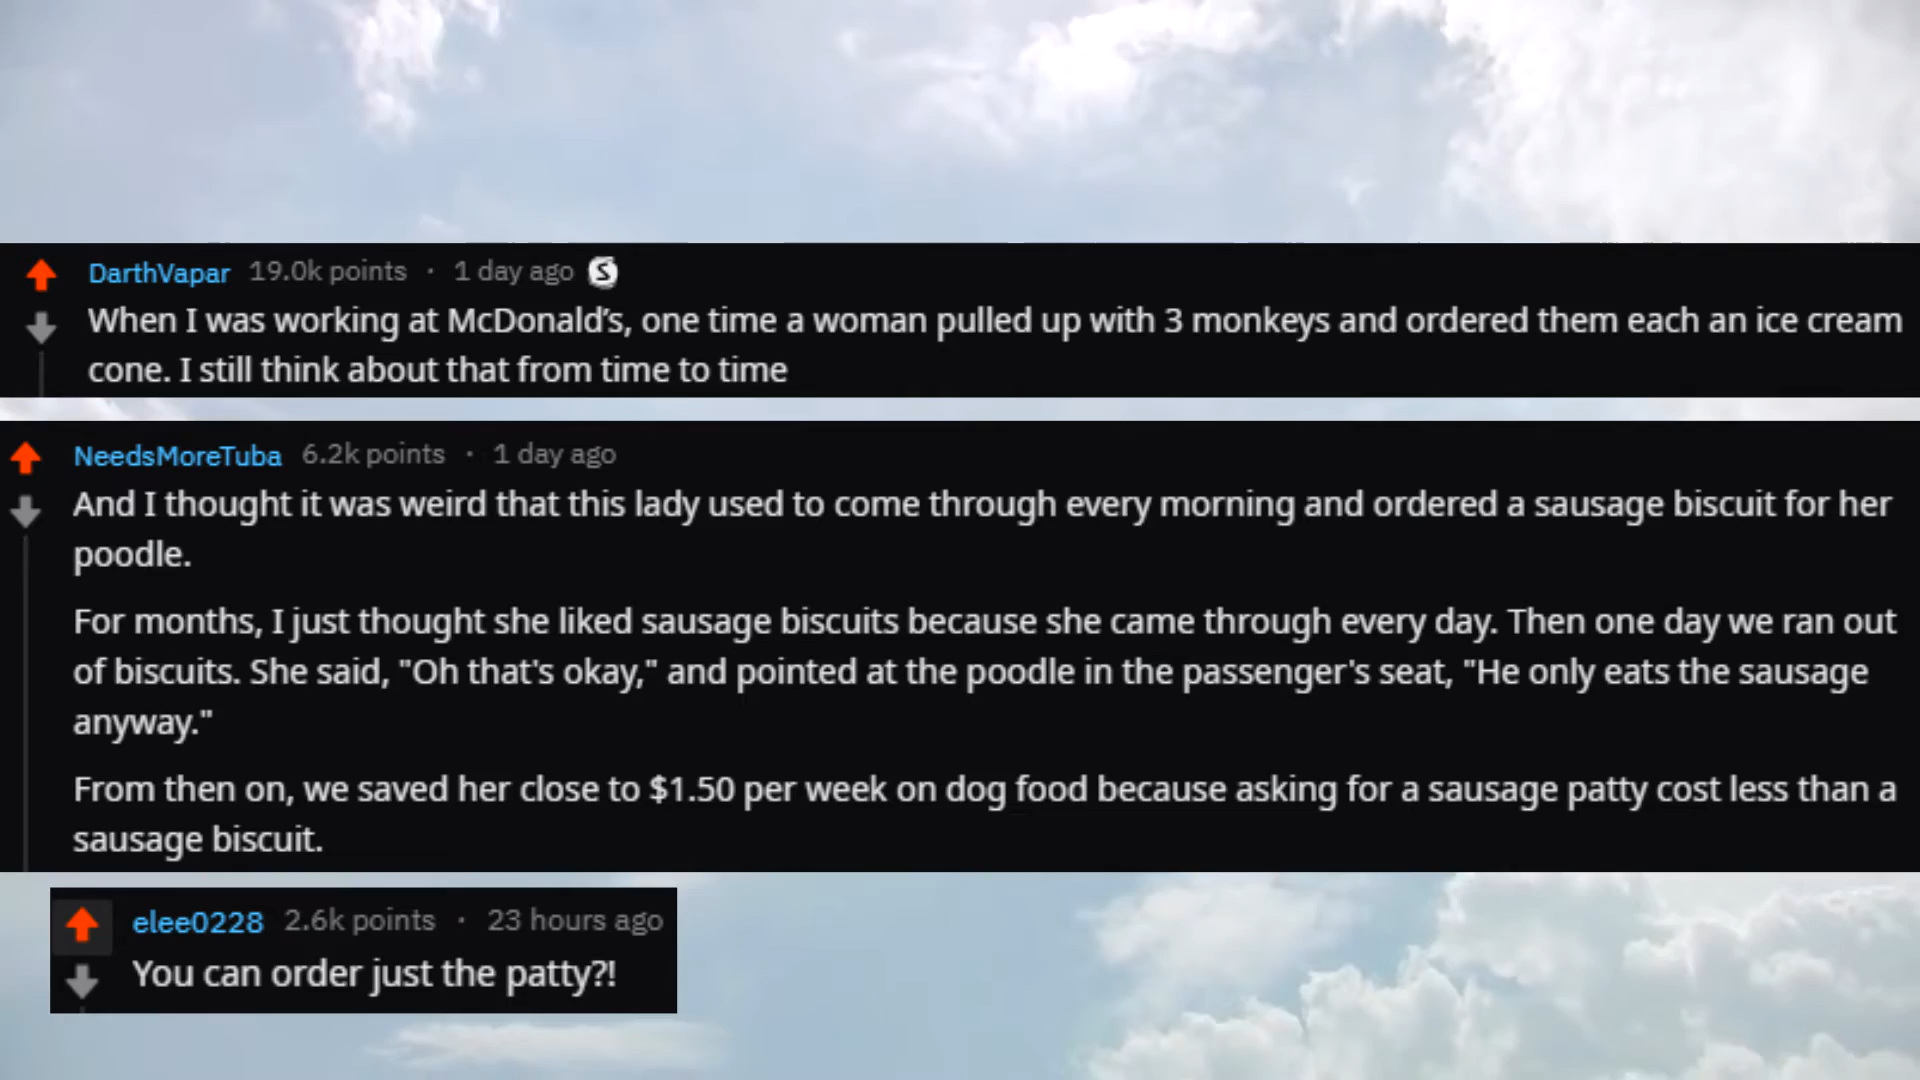 DarthVapar 19.0k points · 1 day ago S
When I was working at McDonald's, one time a woman pulled up with 3 monkeys and ordered them each an ice cream
cone. I still think about that from time to time
NeedsMoreTuba 6.2k points · 1 day ago
And I thought it was weird that this lady used to come through every morning and ordered a sausage biscuit for her
poodle.
For months, I just thought she liked sausage biscuits because she came through every day. Then one day we ran out
of biscuits. She said, "Oh that's okay," and pointed at the poodle in the passenger's seat, "He only eats the sausage
anyway."
From then on, we saved her close to $1.50 per week on dog food because asking for a sausage patty cost less than a
sausage biscuit.
elee0228 2.6k points · 23 hours ago
You can order just the patty?!